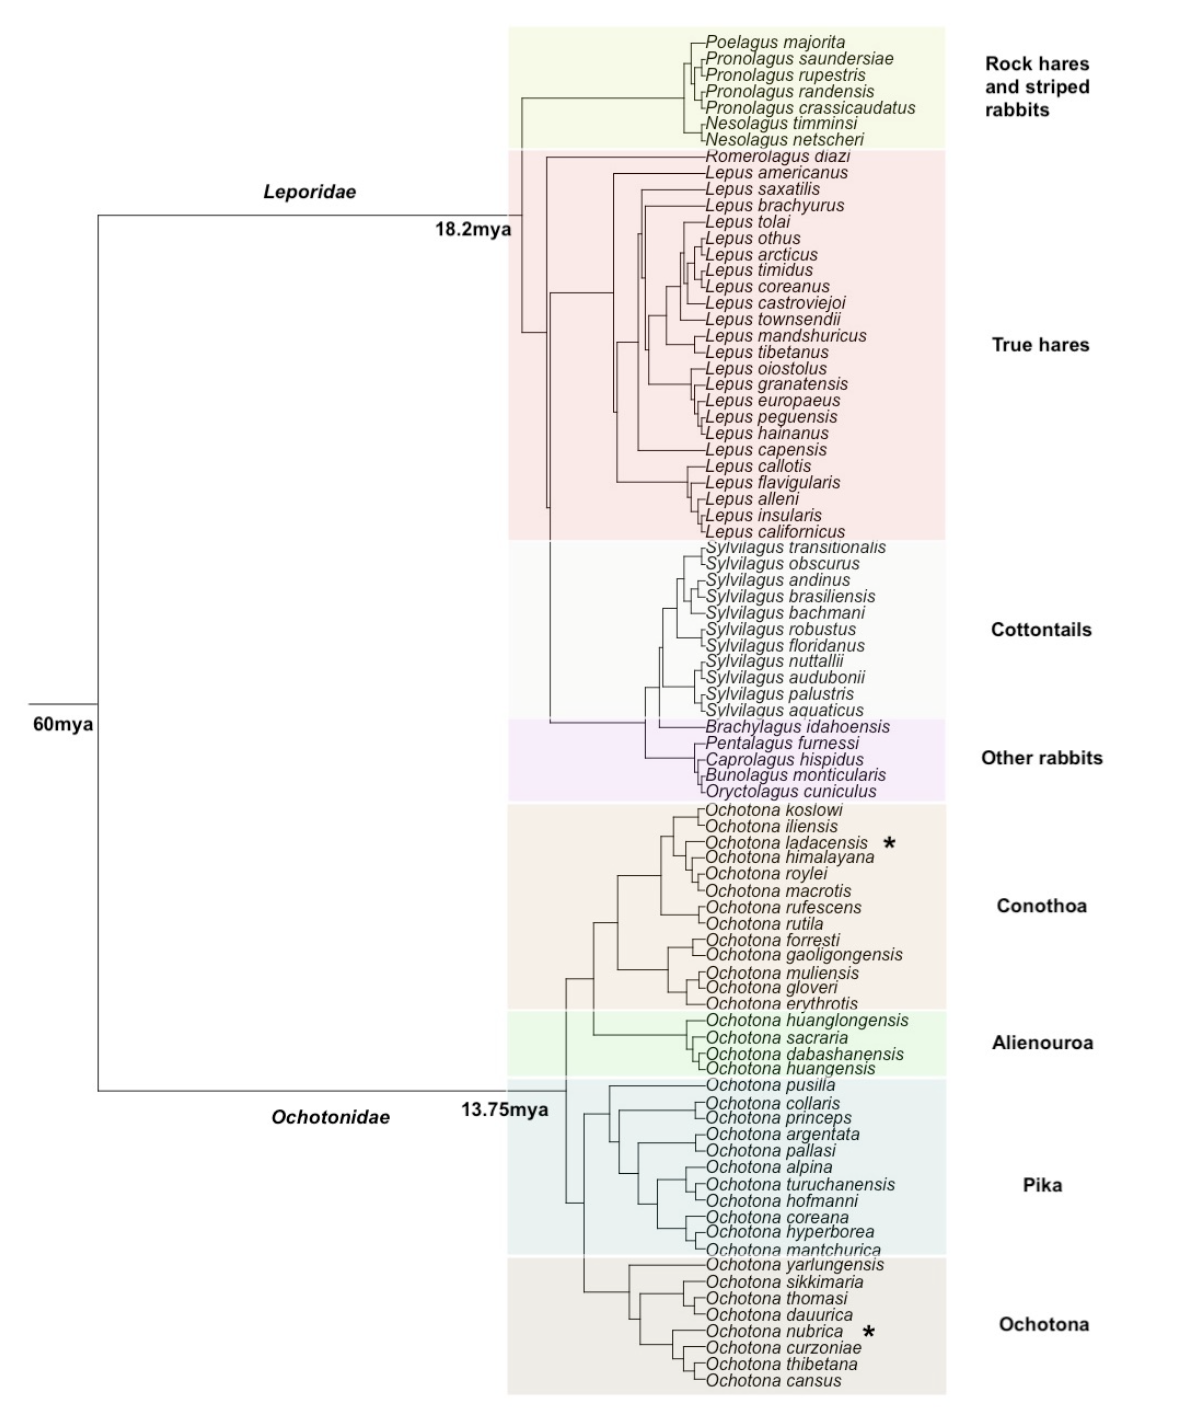 Poelagus majorita
Pronolagus saundersiae
Pronolagus rupestris
Pronolagus randensis
Pronolagus crassicaudatus
Nesolagus timminsi
Nesolagus netscheri
Rock hares
and striped
rabbits
Romerolagus diazi
Lepus americanus
Lepus saxatilis
Lepus brachyurus
Lepus tolai
Lepus othus
Lepus arcticus
Lepus timidus
Lepus coreanus
Lepus castroviejoi
Lepus townsendii
Lepus mandshuricus
Lepus tibetanus
Lepus oiostolus
Lepus granatensis
Lepus europaeus
Lepus peguensis
Lepus hainanus
Lepus capensis
Lepus callotis
Lepus flavigularis
Lepus alleni
Lepus insularis
Lepus californicus
True hares
Leporidae
18.2mya
Sylvilagus transitionalis
Sylvilagus obscurus
Sylvilagus andinus
Sylvilagus brasiliensis
Sylvilagus bachmani
Sylvilagus robustus
Sylvilagus floridanus
Sylvilagus nuttallii
Sylvilagus audubonii
Sylvilagus palustris
Sylvilagus aquaticus
Cottontails
60mya
Brachylagus idahoensis
Pentalagus furnessi
Caprolagus hispidus
Bunolagus monticularis
Oryctolagus cuniculus
Other rabbits
Ochotona koslowi
Ochotona iliensis
Ochotona ladacensis *
Ochotona himalayana
Ochotona roylei
Ochotona macrotis
Ochotona rufescens
Ochotona rutila
Ochotona forresti
Ochotona gaoligongensis
Ochotona muliensis
Ochotona gloveri
Ochotona erythrotis
Conothoa
Ochotona huanglongensis
Ochotona sacraria
Ochotona dabashanensis
Ochotona huangensis
Alienouroa
Ochotonidae
13.75mya
Ochotona pusilla
Ochotona collaris
Ochotona princeps
Ochotona argentata
Ochotona pallasi
Ochotona alpina
Ochotona turuchanensis
Ochotona hofmanni
Ochotona coreana
Ochotona hyperborea
Ochotona mantchurica
Pika
Ochotona yarlungensis
Ochotona sikkimaria
Ochotona thomasi
Ochotona dauurica
Ochotona nubrica *
Ochotona curzoniae
Ochotona thibetana
Ochotona cansus
Ochotona